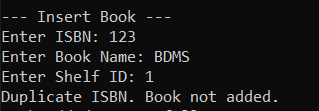 --- Insert Book ---
Enter ISBN: 123
Enter Book Name: BDMS
Enter Shelf ID: 1
Duplicate ISBN. Book not added.